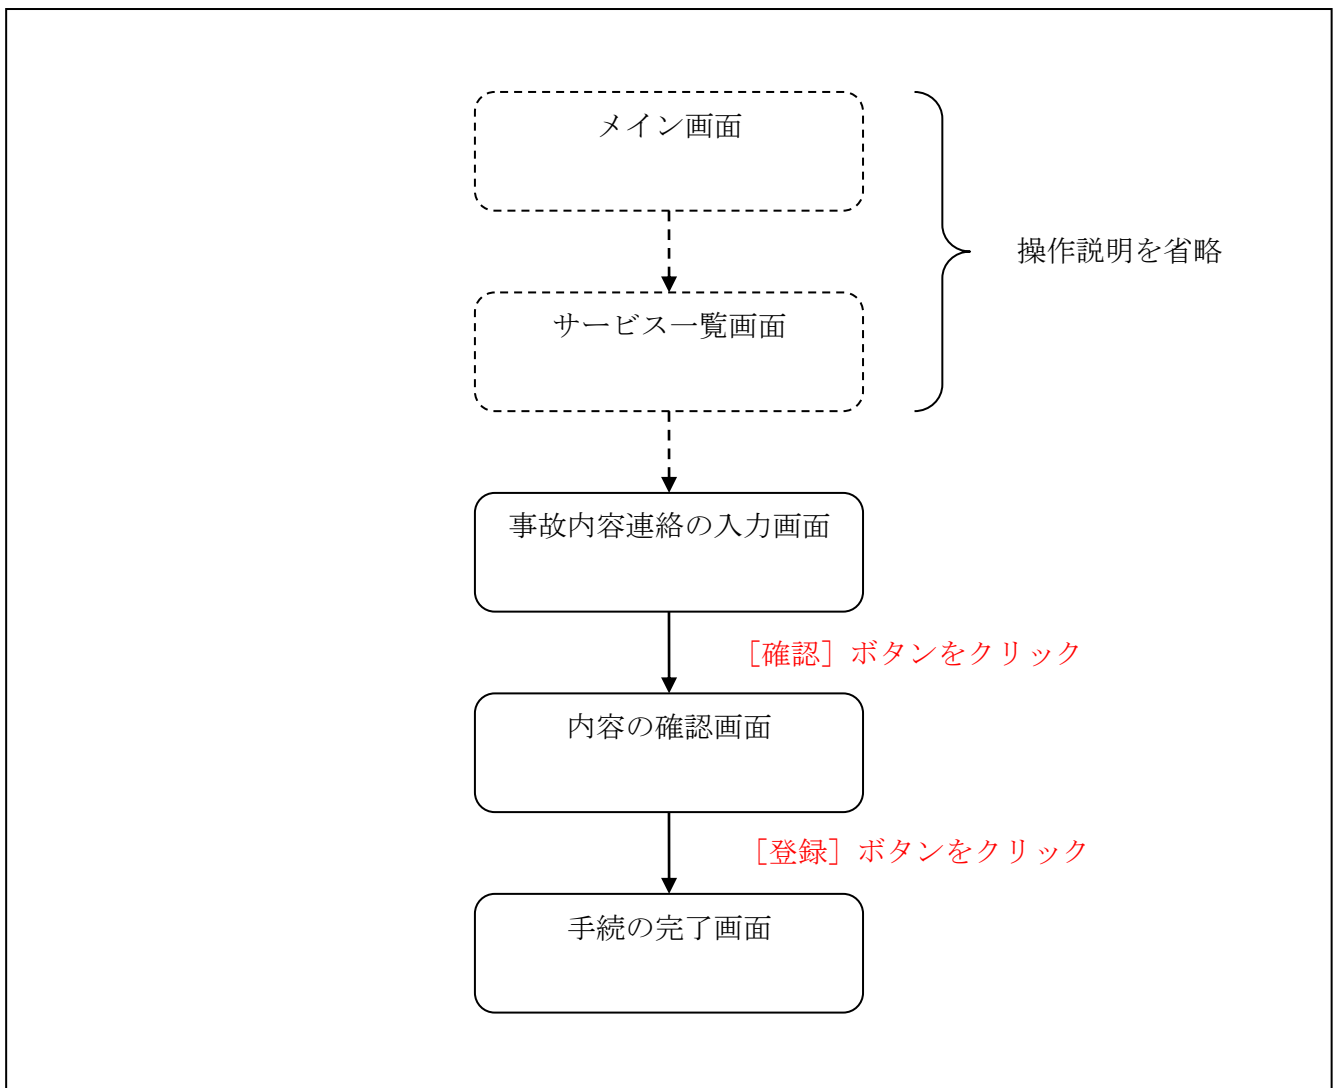 メイン画面
操作説明を省略
サービス一覧画面
事故内容連絡の入力画面
［確認］ボタンをクリック
内容の確認画面
［登録］ボタンをクリック
手続の完了画面